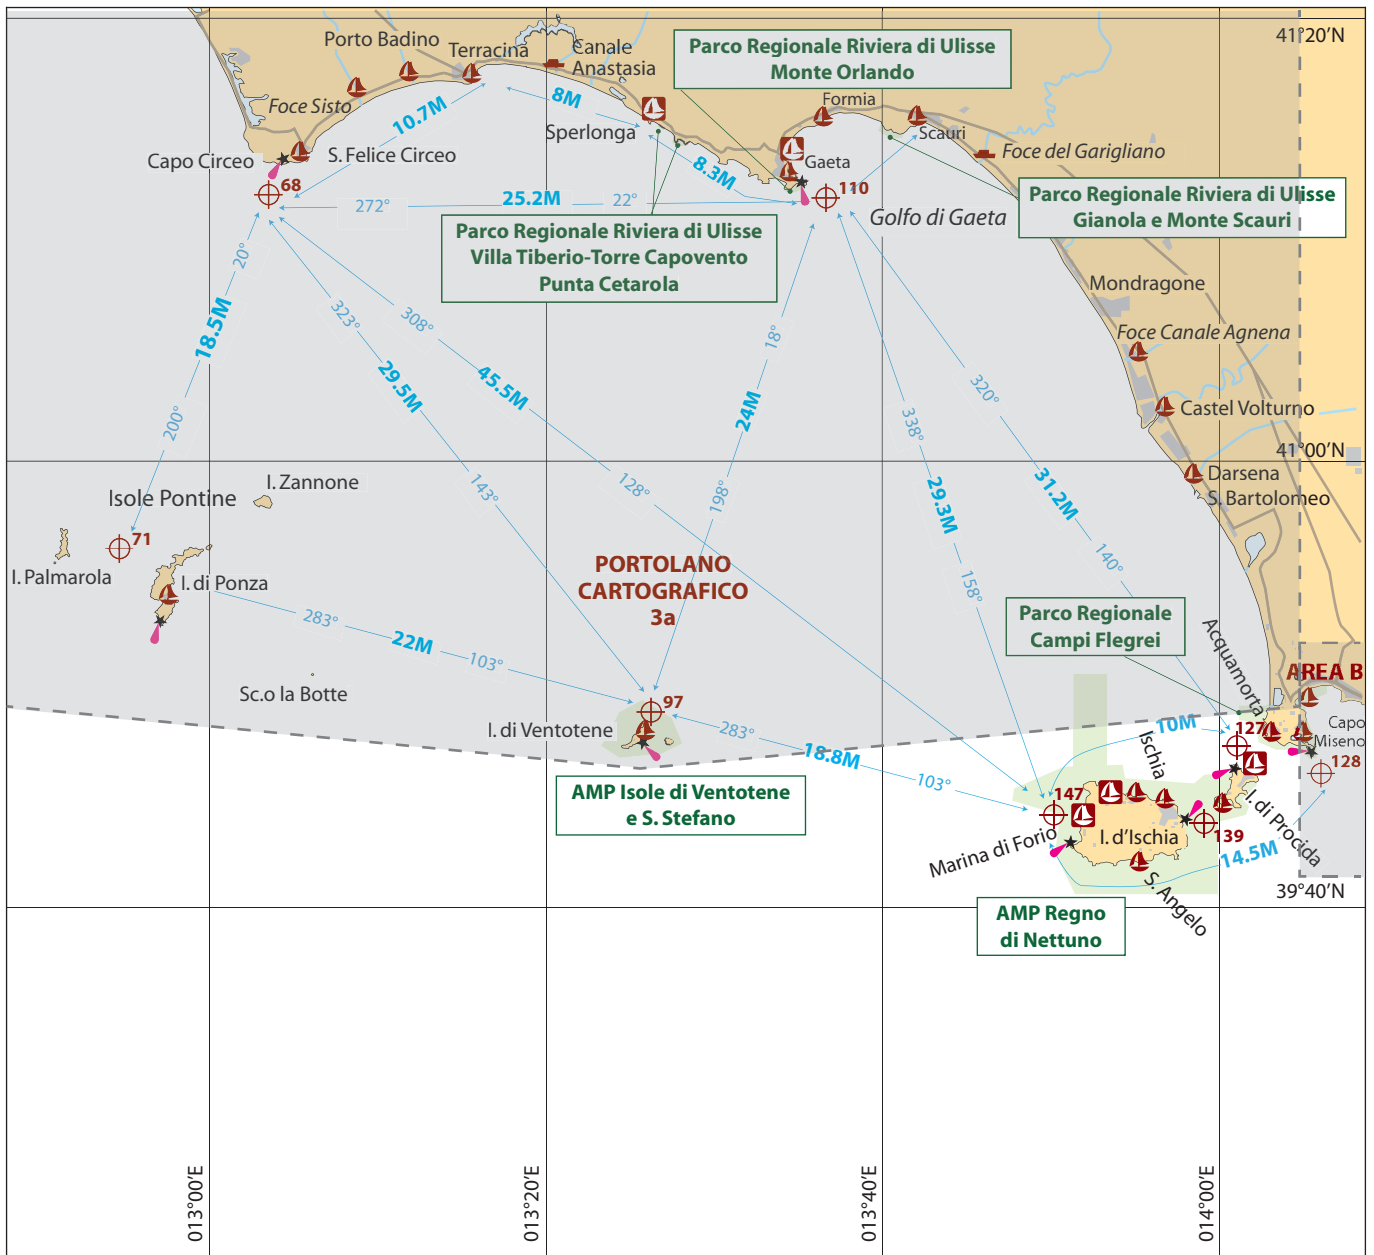 41°20'N
Porto Badino
Terracina
Canale
Anastasia
Parco Regionale Riviera di Ulisse
Monte Orlando
Foce Sisto
10.7M
8M
Sperlonga
Formia
Scauri
Foce del Garigliano
Capo Circeo
S. Felice Circeo
68
8.3M
Gaeta
110
272°
25.2M
22°
Golfo di Gaeta
Parco Regionale Riviera di Ulisse
Gianola e Monte Scauri
Parco Regionale Riviera di Ulisse
Villa Tiberio-Torre Capovento
Punta Cetarola
20°
18.5M
200°
323°
29.5M
143°
308°
45.5M
128°
18°
24M
198°
338°
29.3M
158°
320°
31.2M
140°
Mondragone
Foce Canale Agnena
Castel Volturno
41°00'N
Darsena
S. Bartolomeo
I. Zannone
Isole Pontine
71
I. Palmarola
I. di Ponza
PORTOLANO
CARTOGRAFICO
3a
283°
22M
103°
Sc.o la Botte
Parco Regionale
Campi Flegrei
Acquamorta
AREA B
97
I. di Ventotene
283°
18.8M
103°
10M
127
Capo
Miseno
128
AMP Isole di Ventotene
e S. Stefano
Ischia
147
I. d'Ischia
139
I. di Procida
Marina di Forio
14.5M
S. Angelo
39°40'N
AMP Regno
di Nettuno
013°00'E
013°20'E
013°40'E
014°00'E